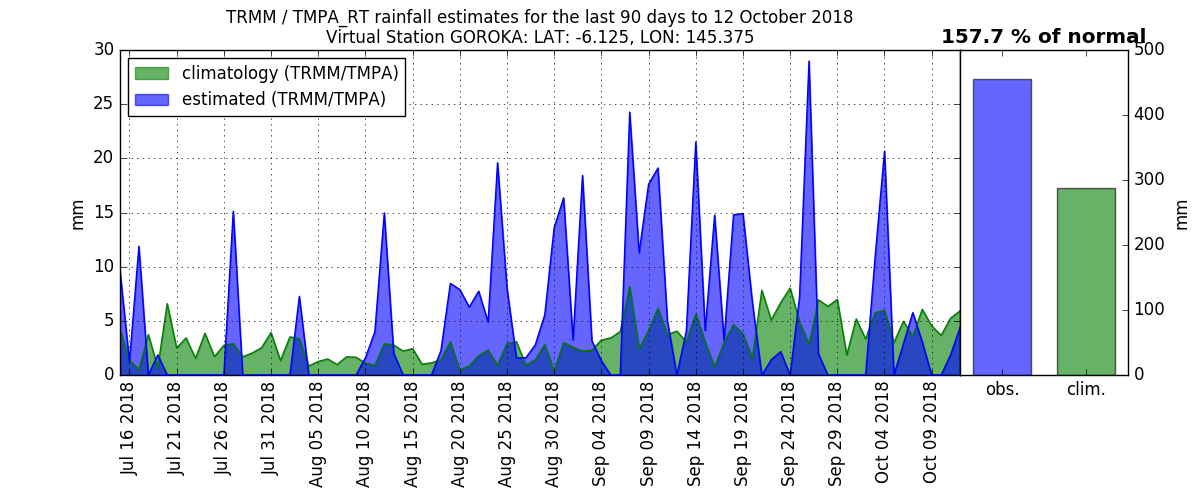 TRMM / TMPA_RT rainfall estimates for the last 90 days to 12 October 2018
Virtual Station GOROKA: LAT: -6.125, LON: 145.375
157.7 % of normal
climatology (TRMM/TMPA)
estimated (TRMM/TMPA)
30
25
20
15
10
5
0
mm
Jul 16 2018
Jul 21 2018
Jul 26 2018
Jul 31 2018
Aug 05 2018
Aug 10 2018
Aug 15 2018
Aug 20 2018
Aug 25 2018
Aug 30 2018
Sep 04 2018
Sep 09 2018
Sep 14 2018
Sep 19 2018
Sep 24 2018
Sep 29 2018
Oct 04 2018
Oct 09 2018
500
400
300
200
100
0
mm
obs.
clim.